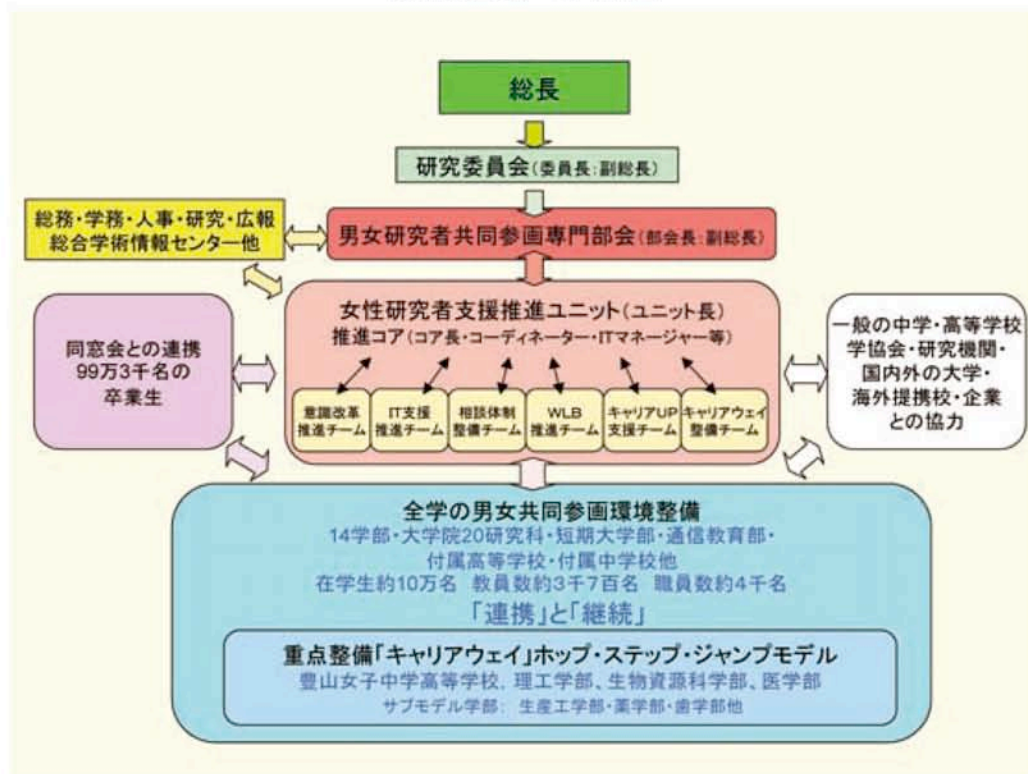 総長
研究委員会(委員長:副総長)
総務・学務・人事・研究・広報
総合学術情報センター他
男女研究者共同参画専門部会(部会長:副総長)
女性研究者支援推進ユニット(ユニット長)
推進コア(コア長・コーディネーター・ITマネージャー等)
同窓会との連携
99万3千名の
卒業生
意識改革
推進チーム
IT支援
推進チーム
相談体制
整備チーム
WLB
推進チーム
キャリアUP
支援チーム
キャリアウェイ
整備チーム
一般の中学・高等学校
学協会・研究機関・
国内外の大学・
海外提携校・企業
との協力
全学の男女共同参画環境整備
14学部・大学院20研究科・短期大学部・通信教育部・
付属高等学校・付属中学校他
在学生約10万名 教員数約3千7百名 職員数約4千名
「連携」と「継続」
重点整備「キャリアウェイ」ホップ・ステップ・ジャンプモデル
豊山女子中学高等学校, 理工学部、生物資源科学部、医学部
サブモデル学部: 生産工学部・薬学部・歯学部他